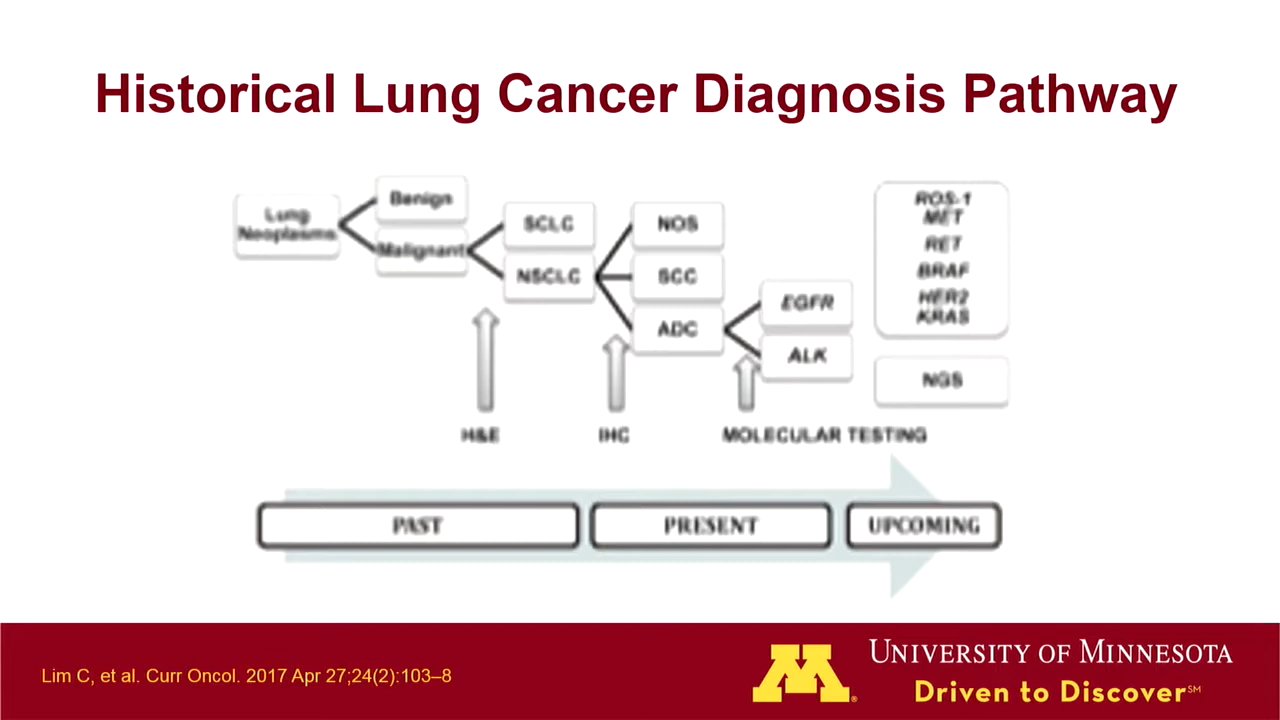 Historical Lung Cancer Diagnosis Pathway
Lung
Neoplasms
Benign
Malignant
SCLC
NSCLC
NOS
SCC
ADC
EGFR
ALK
ROS-1
MET
RET
BRAF
HER2
KRAS
NGS
H&E
IHC
MOLECULAR TESTING
PAST
PRESENT
UPCOMING
Lim C, et al. Curr Oncol. 2017 Apr 27;24(2):103–8
M®
UNIVERSITY OF MINNESOTA
Driven to Discover℠